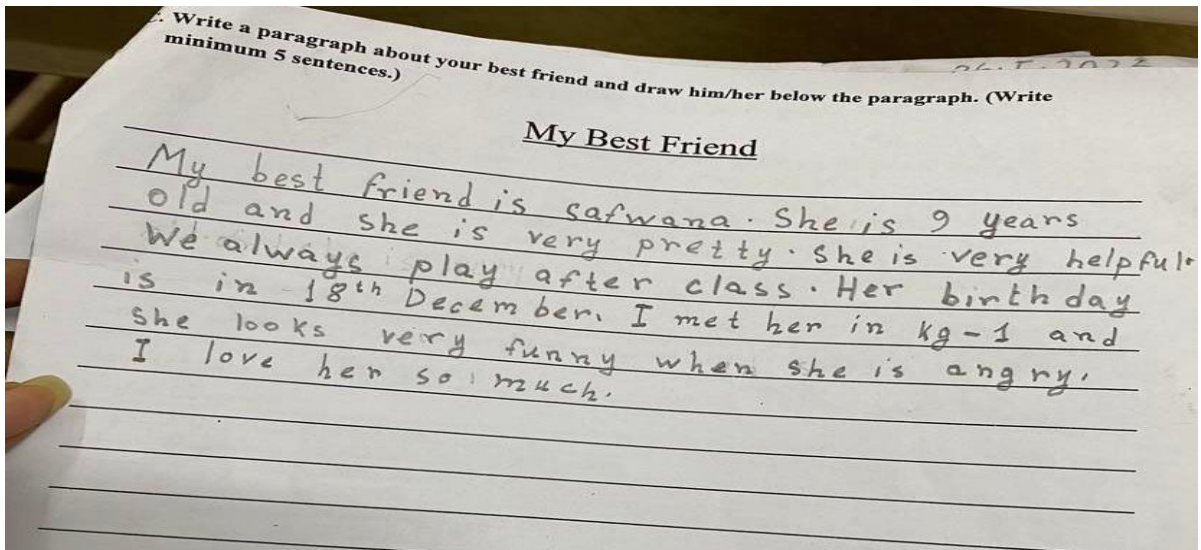 . Write a paragraph about your best friend and draw him/her below the paragraph. (Write
minimum 5 sentences.)
My Best Friend
My best friend is safwana. She is 9 years
old and she is very pretty. She is very helpful.
We always play after class. Her birthday
is in 18th December. I met her in kg-1 and
She looks very funny when she is angry.
I love her so much.